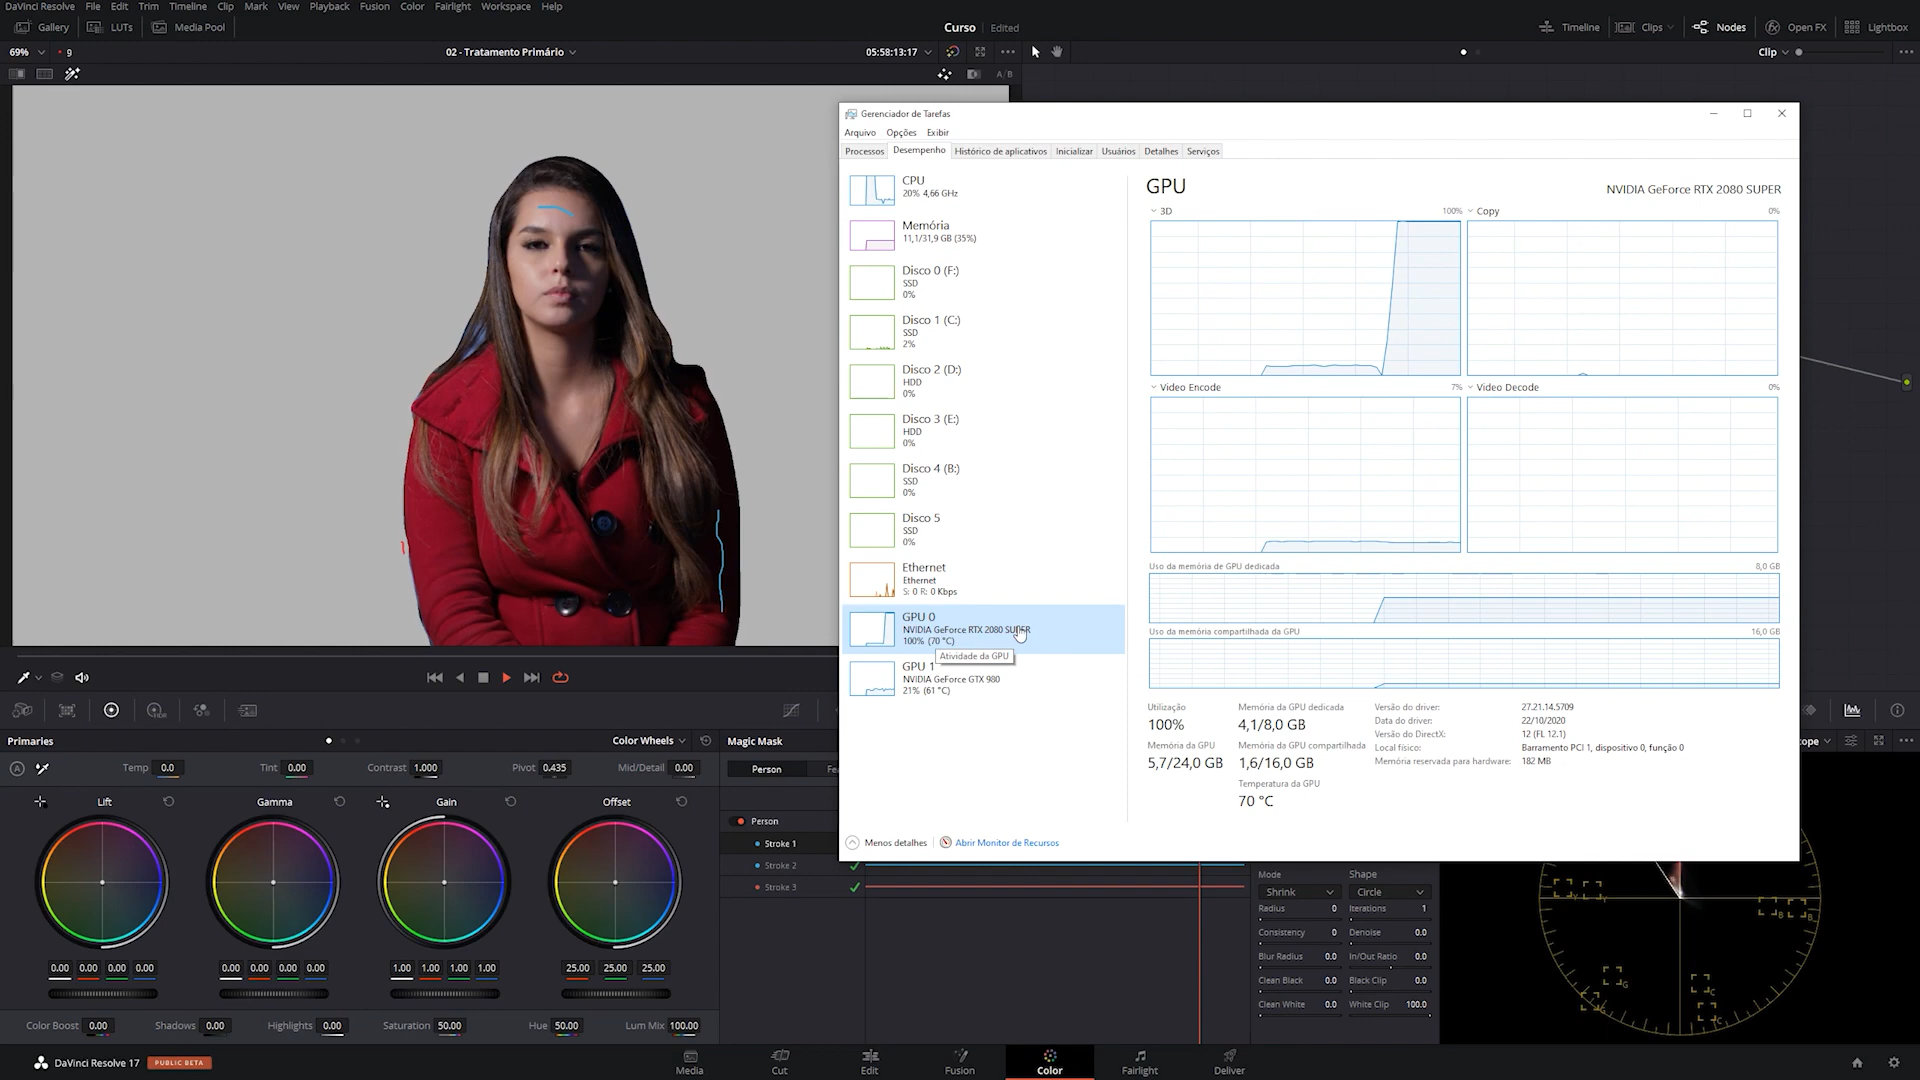 DaVinci Resolve File Edit Trim Timeline Clip Mark View Playback Fusion Color Fairlight Workspace Help
Gallery LUTs Media Pool
Curso Edited
Timeline Clips Nodes Open FX Lightbox
69% 9
02 - Tratamento Primário
05:58:13:17
Clip
A/B
Gerenciador de Tarefas
Arquivo Opções Exibir
Processos Desempenho Histórico de aplicativos Inicializar Usuários Detalhes Serviços
CPU
20% 4,66 GHz
Memória
11,1/31,9 GB (35%)
Disco 0 (F:)
SSD
0%
Disco 1 (C:)
SSD
2%
Disco 2 (D:)
HDD
0%
Disco 3 (E:)
HDD
0%
Disco 4 (B:)
SSD
0%
Disco 5
SSD
0%
Ethernet
Ethernet
S: 0 R: 0 Kbps
GPU 0
NVIDIA GeForce RTX 2080 SUPER
100% (70 °C)
Atividade da GPU
GPU 1
NVIDIA GeForce GTX 980
21% (61 °C)
GPU
NVIDIA GeForce RTX 2080 SUPER
3D 100% Copy 0%
Video Encode 7% Video Decode 0%
Uso da memória de GPU dedicada 8,0 GB
Uso da memória compartilhada da GPU 16,0 GB
Utilização
100%
Memória da GPU
5,7/24,0 GB
Memória da GPU dedicada
4,1/8,0 GB
Memória da GPU compartilhada
1,6/16,0 GB
Temperatura da GPU
70 °C
Versão do driver: 27.21.14.5709
Data do driver: 22/10/2020
Versão do DirectX: 12 (FL 12.1)
Local físico: Barramento PCI 1, dispositivo 0, função 0
Memória reservada para hardware: 182 MB
Menos detalhes Abrir Monitor de Recursos
Primaries Color Wheels
Temp 0.0 Tint 0.00 Contrast 1.000 Pivot 0.435 Mid/Detail 0.00
Lift Gamma Gain Offset
0.00 0.00 0.00 0.00 0.00 0.00 0.00 0.00 1.00 1.00 1.00 1.00 25.00 25.00 25.00
Color Boost 0.00 Shadows 0.00 Highlights 0.00 Saturation 50.00 Hue 50.00 Lum Mix 100.00
Magic Mask
Person Fea
Person
Stroke 1
Stroke 2
Stroke 3
Mode Shape
Shrink Circle
Radius 0 Iterations 1
Consistency 0 Denoise 0.0
Blur Radius 0.0 In/Out Ratio 0.0
Clean Black 0.0 Black Clip 0.0
Clean White 0.0 White Clip 100.0
ope
B B
G
C
C
DaVinci Resolve 17 PUBLIC BETA
Media Cut Edit Fusion Color Fairlight Deliver